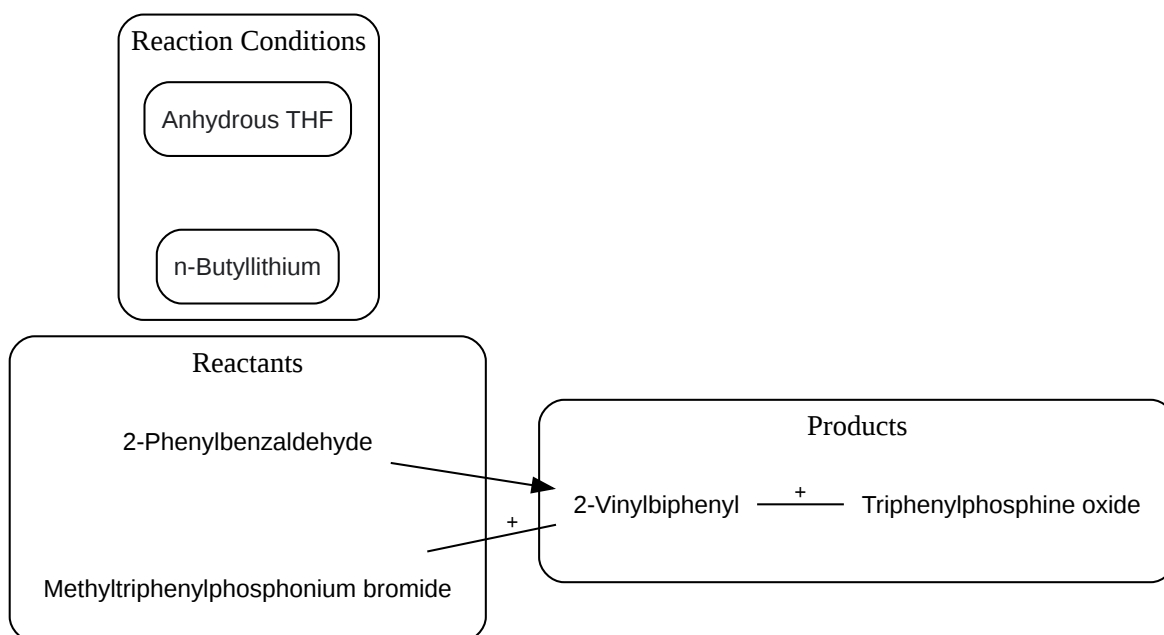 Reaction Conditions
Anhydrous THF
n-Butyllithium
Reactants
2-Phenylbenzaldehyde
Methyltriphenylphosphonium bromide
+
Products
2-Vinylbiphenyl
+
Triphenylphosphine oxide